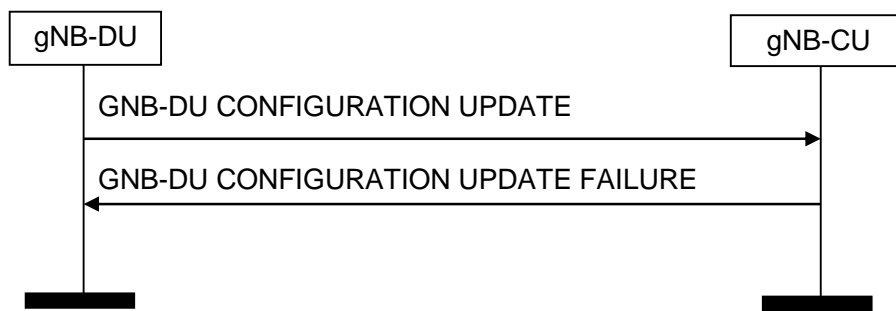 gNB-DU
gNB-CU
GNB-DU CONFIGURATION UPDATE
GNB-DU CONFIGURATION UPDATE FAILURE